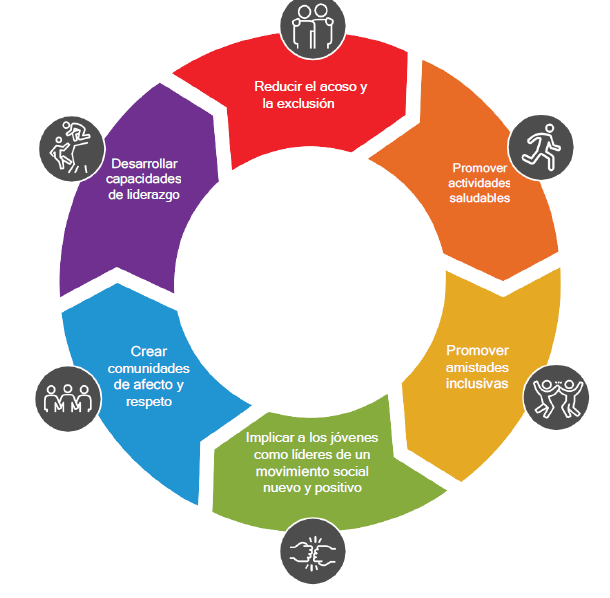 Reducir el acoso y
la exclusión
Promover
actividades
saludables
Promover
amistades
inclusivas
Implicar a los jóvenes
como lideres de un
movimiento social
nuevo y positivo
Crear
comunidades
de afecto y
respeto
Desarrollar
capacidades
de liderazgo